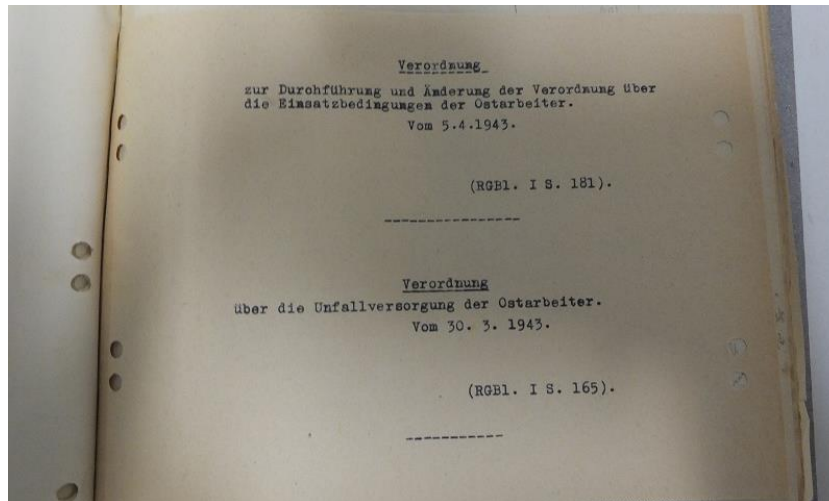 Verordnung
zur Durchführung und Änderung der Verordnung über
die Einsatzbedingungen der Ostarbeiter.
Vom 5.4.1943.
(RGBl. I S. 181).
----------------
Verordnung
über die Unfallversorgung der Ostarbeiter.
Vom 30. 3. 1943.
(RGBl. I S. 165).
-----------